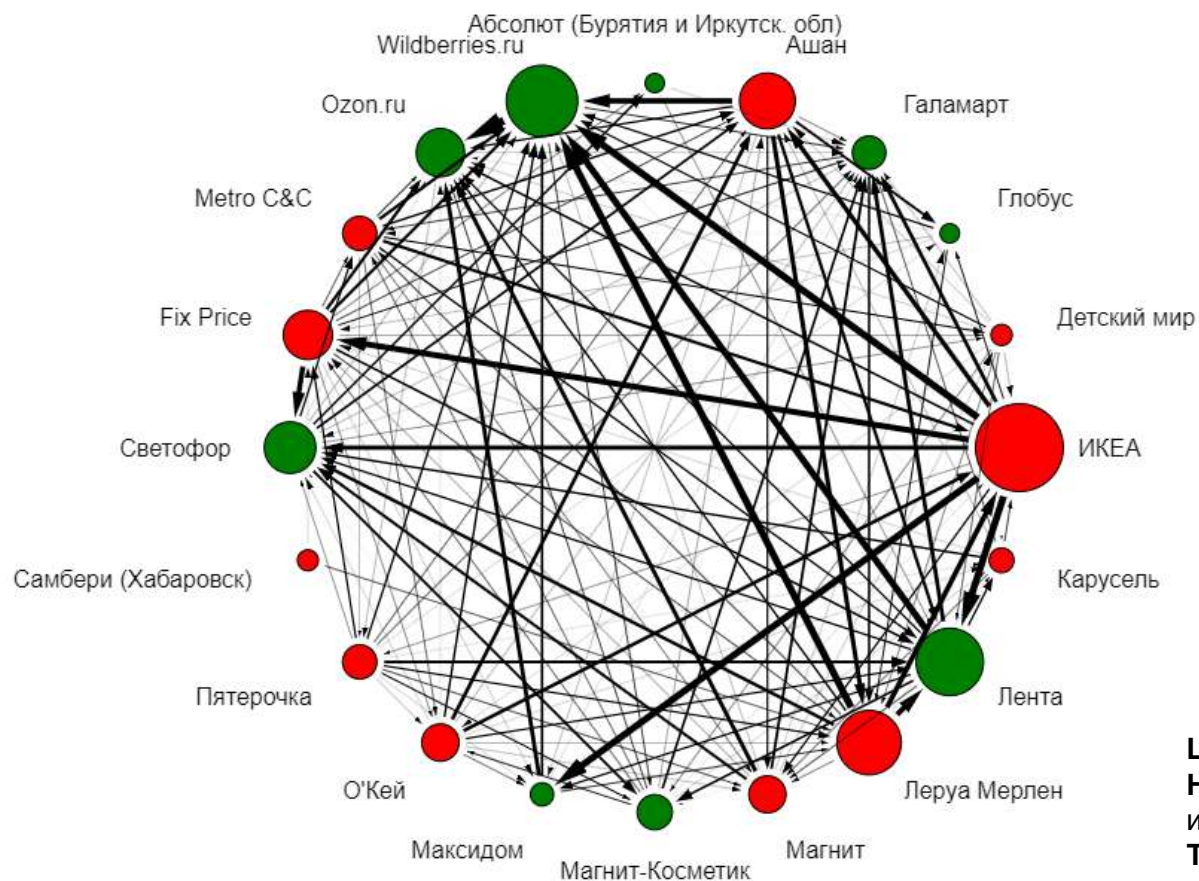 Абсолют (Бурятия и Иркутск. обл)
Wildberries.ru
Ашан
Ozon.ru
Галамарт
Metro C&C
Глобус
Fix Price
Детский мир
Светофор
ИКЕА
Самбери (Хабаровск)
Карусель
Пятерочка
Лента
О'Кей
Леруа Мерлен
Максидом
Магнит
Магнит-Косметик